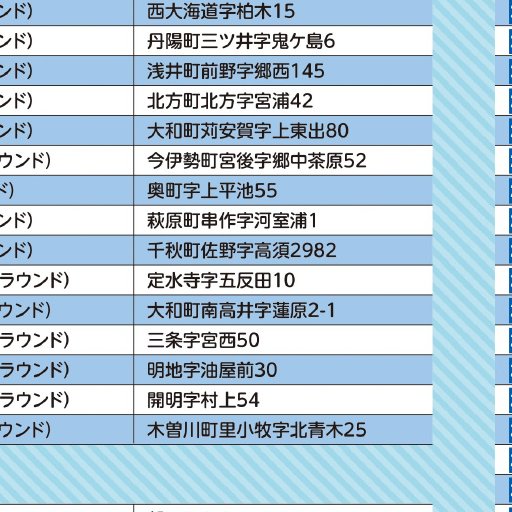 ンド) 西大海道字柏木15
ンド) 丹陽町三ツ井字鬼ケ島6
ンド) 浅井町前野字郷西145
ンド) 北方町北方字宮浦42
ンド) 大和町苅安賀字上東出80
ウンド) 今伊勢町宮後字郷中茶原52
ド) 奥町字上平池55
ンド) 萩原町串作字河室浦1
ンド) 千秋町佐野字高須2982
ラウンド) 定水寺字五反田10
ウンド) 大和町南高井字蓮原2-1
ラウンド) 三条字宮西50
ラウンド) 明地字油屋前30
ラウンド) 開明字村上54
ウンド) 木曽川町里小牧字北青木25